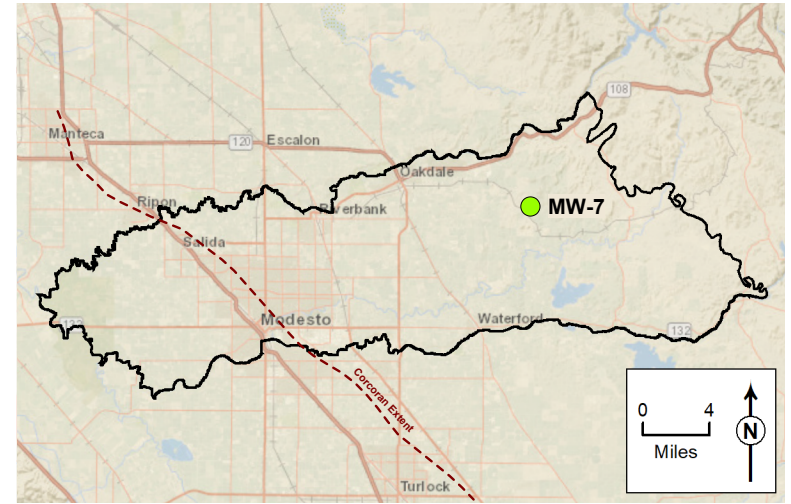 108
Manteca
120
Escalon
Oakdale
Ripon
Riverbank
MW-7
Salida
Modesto
Waterford
132
132
Corcoran Extent
0 4
Miles
N
Turlock